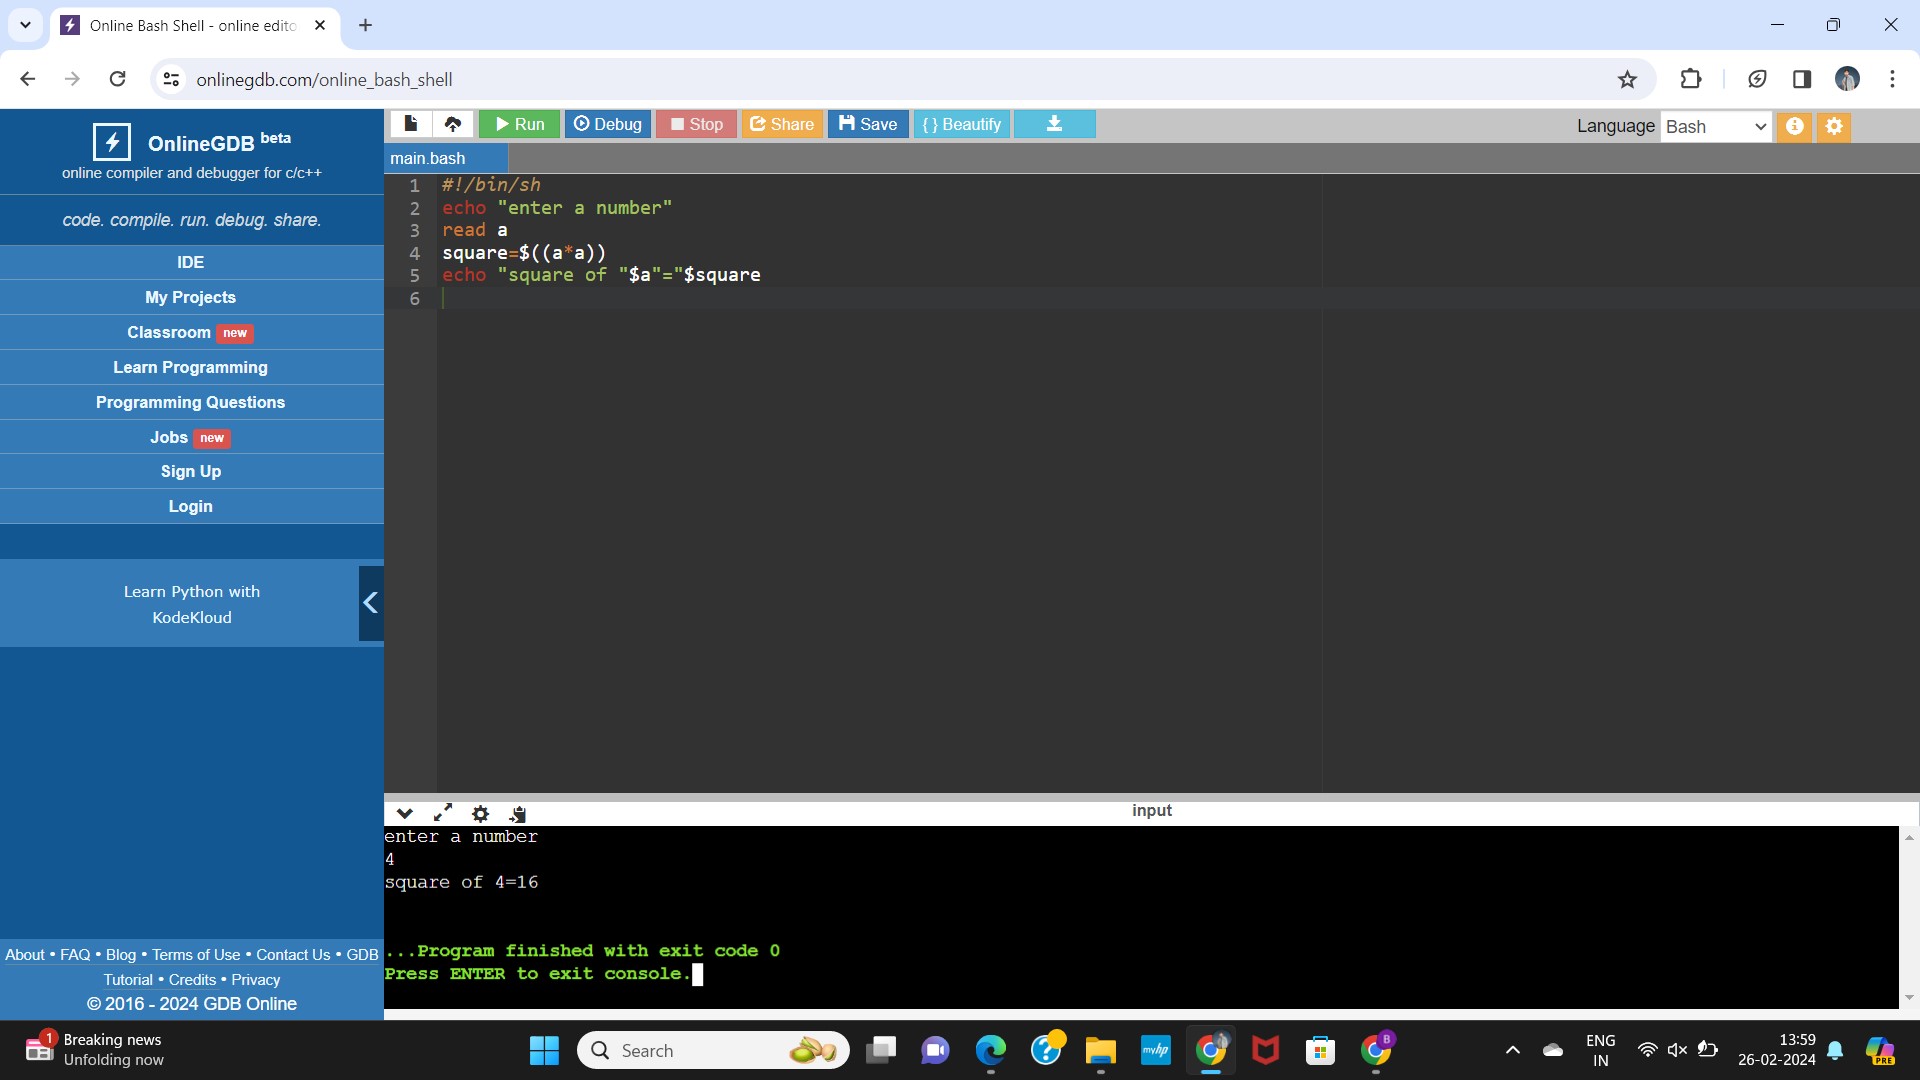 Online Bash Shell - online edito
onlinegdb.com/online_bash_shell
OnlineGDB beta
online compiler and debugger for c/c++
code. compile. run. debug. share.
IDE
My Projects
Classroom new
Learn Programming
Programming Questions
Jobs new
Sign Up
Login
Learn Python with
KodeKloud
About • FAQ • Blog • Terms of Use • Contact Us • GDB
Tutorial • Credits • Privacy
© 2016 - 2024 GDB Online
Run Debug Stop Share Save { } Beautify
Language Bash
main.bash
1 #!/bin/sh
2 echo "enter a number"
3 read a
4 square=$((a*a))
5 echo "square of "$a"="$square
6
input
enter a number
4
square of 4=16
...Program finished with exit code 0
Press ENTER to exit console.
1 Breaking news
Unfolding now
Search
myhp
B
ENG
IN
13:59
26-02-2024
PRE